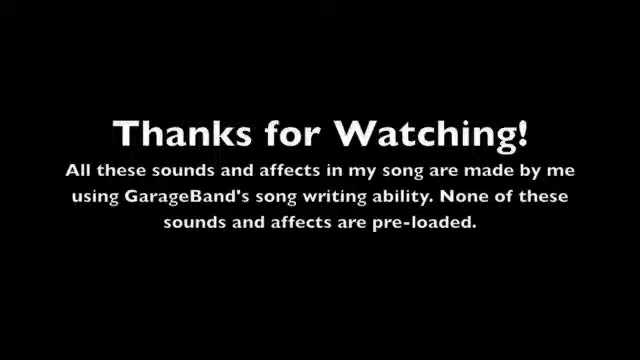 Thanks for Watching!
All these sounds and affects in my song are made by me
using GarageBand's song writing ability. None of these
sounds and affects are pre-loaded.